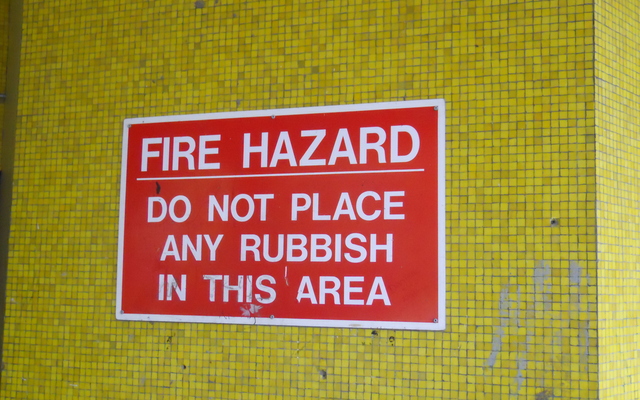 FIRE HAZARD
DO NOT PLACE
ANY RUBBISH
IN THIS AREA